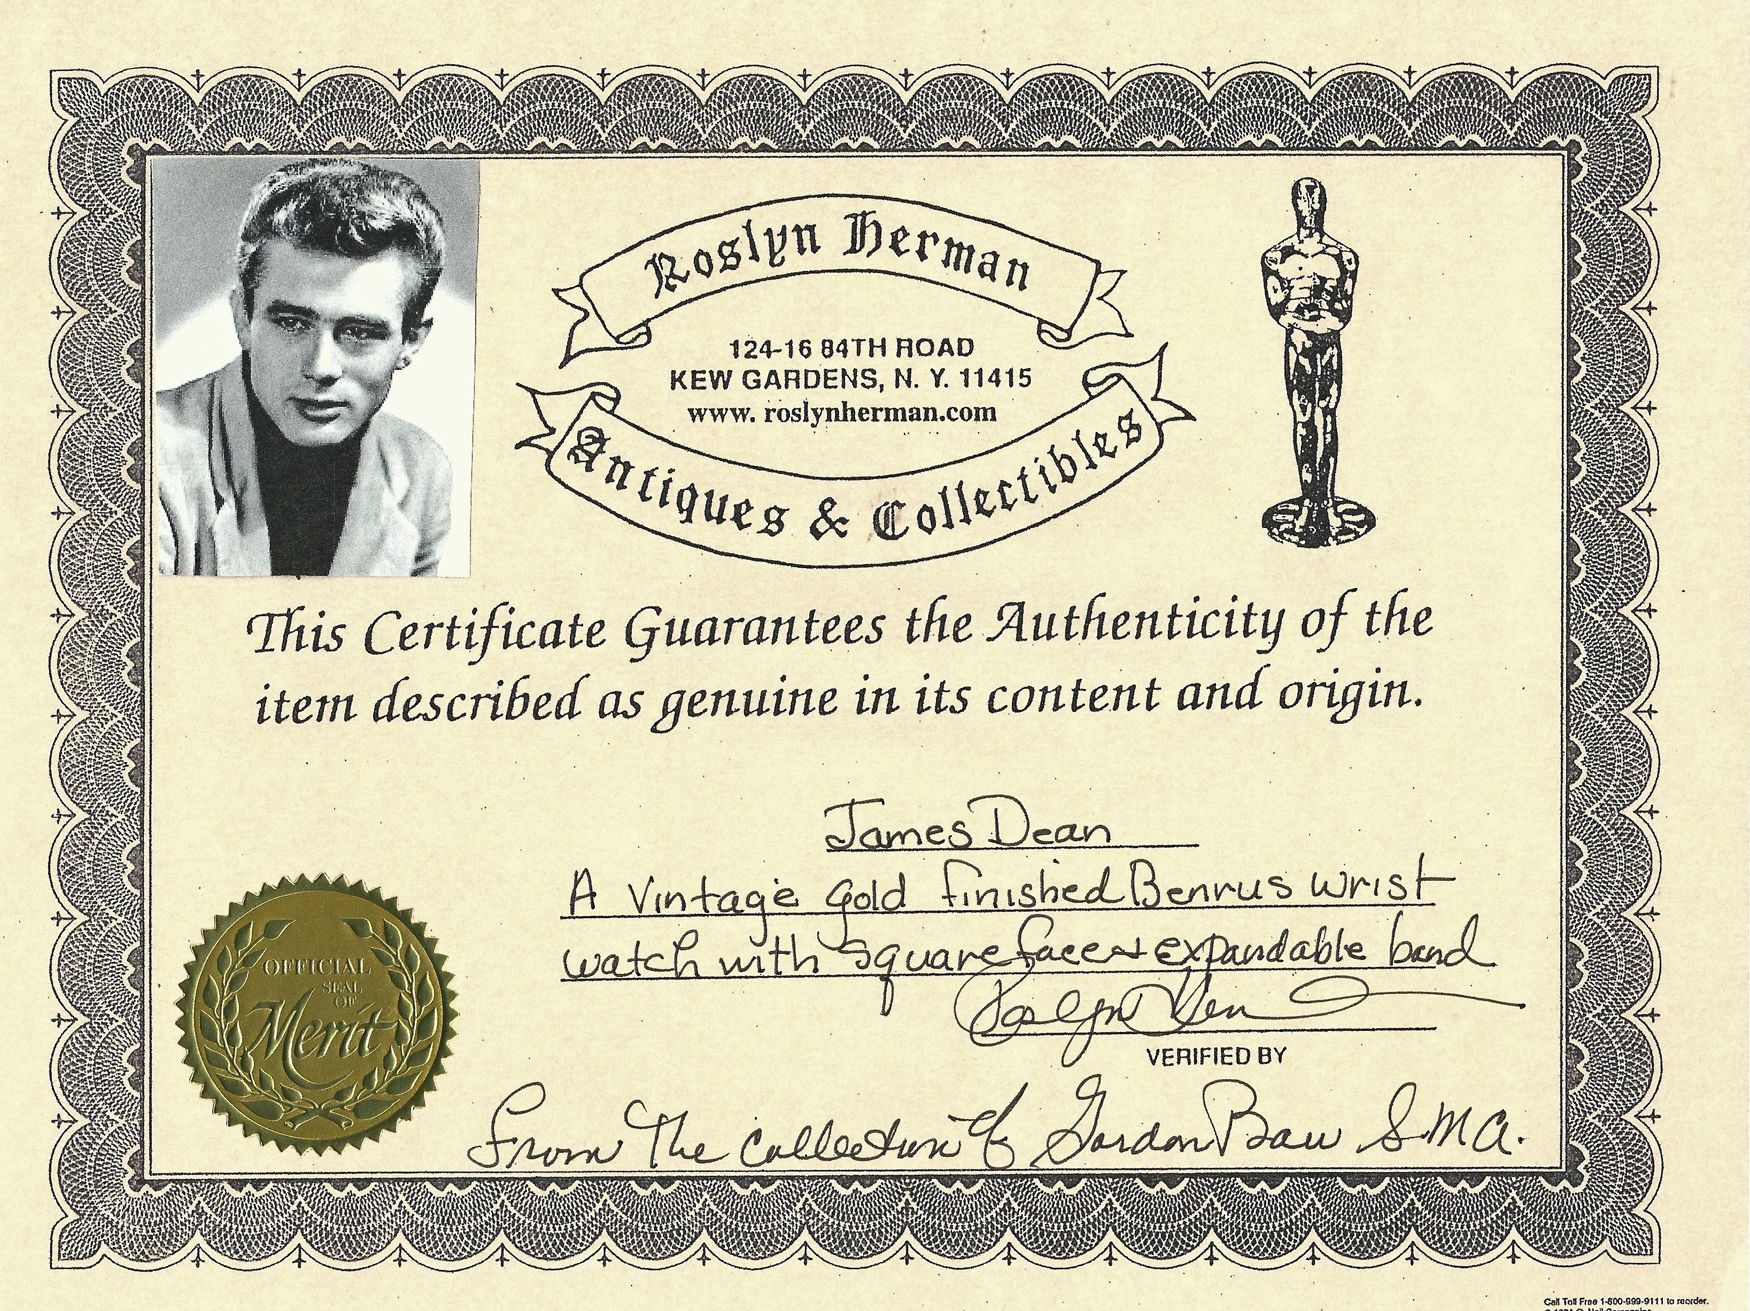 Roslyn Herman
124-16 84TH ROAD
KEW GARDENS, N. Y. 11415
www. roslynherman.com
Antiques & Collectibles
This Certificate Guarantees the Authenticity of the
item described as genuine in its content and origin.
James Dean
A Vintage gold finished Benrus wrist
watch with square face + expandable band
VERIFIED BY
OFFICIAL
SEAL
OF
Merit
From The Collection of Gordon Bau S.M.A.
Call Toll Free 1-800-999-9111 to reorder.